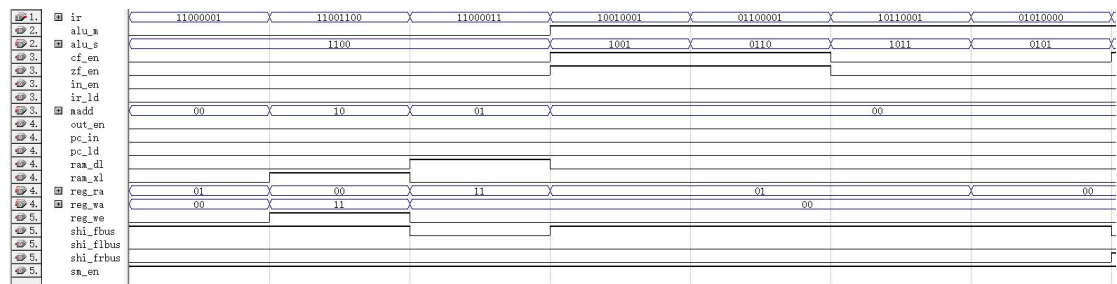 1. ir 11000001 11001100 11000011 10010001 01100001 10110001 01010000
2. alu_m
2. alu_s 1100 1001 0110 1011 0101
3. cf_en
3. zf_en
3. in_en
3. ir_ld
3. madd 00 10 01 00
4. out_en
4. pc_in
4. pc_ld
4. ram_dl
4. ram_xl
4. reg_ra 01 00 11 01 00
4. reg_wa 00 11 00
5. reg_we
5. shi_fbus
5. shi_flbus
5. shi_frbus
5. sm_en